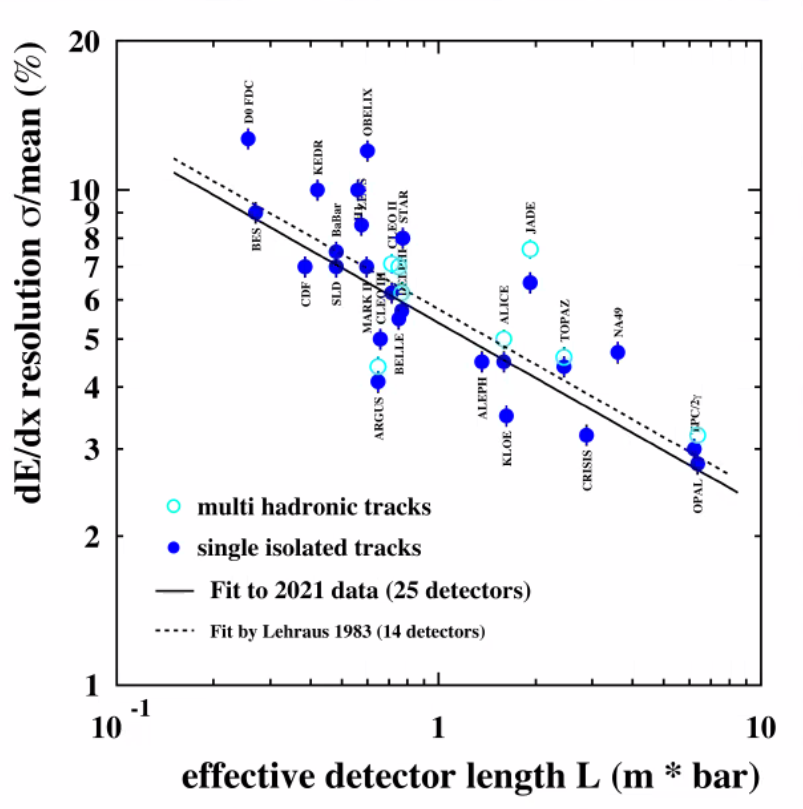 dE/dx resolution σ/mean (%)
20
10
9
8
7
6
5
4
3
2
1
D0 FDC
BES
KEDR
CDF
BaBar
SLD
OBELIX
ZEUS
MARK II
CLEO III
CLEO II
STAR
DELPHI
BELLE
ARGUS
ALICE
ALEPH
KLOE
JADE
TOPAZ
CRISIS
NA49
TPC/2γ
OPAL
multi hadronic tracks
single isolated tracks
Fit to 2021 data (25 detectors)
Fit by Lehraus 1983 (14 detectors)
10 -1
1
10
effective detector length L (m * bar)